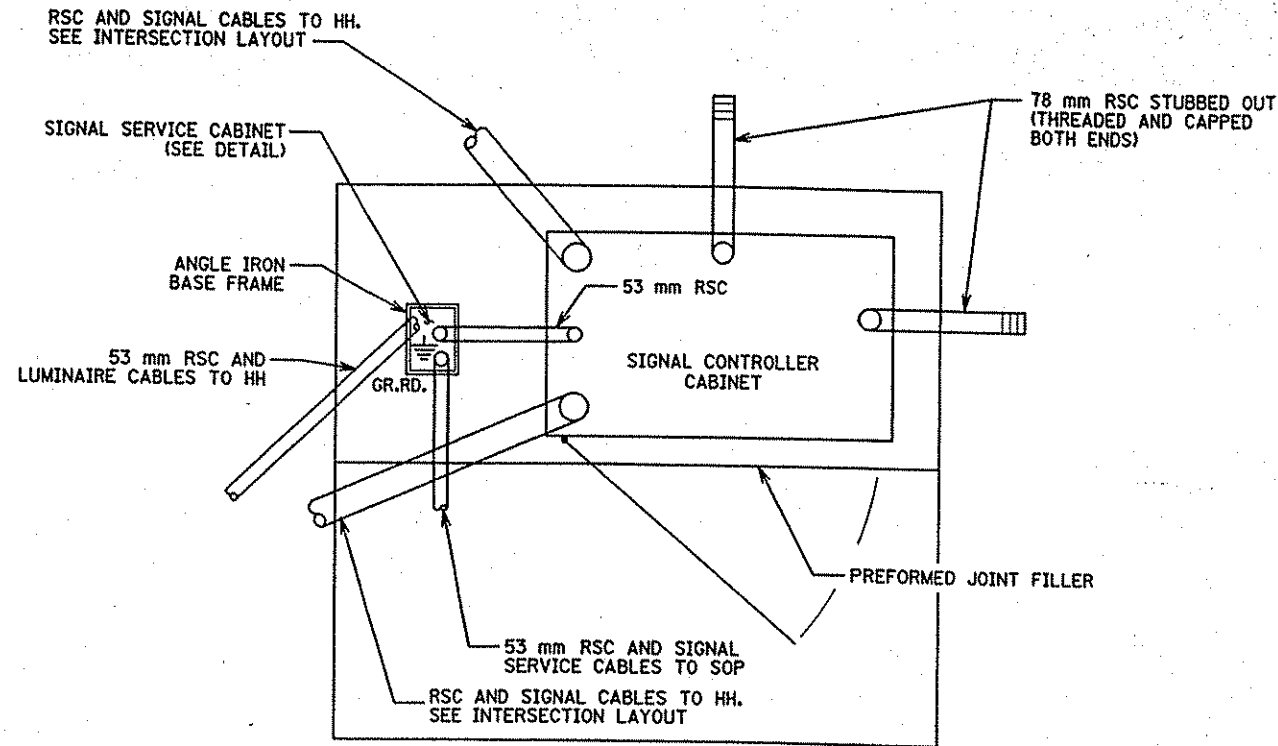 RSC AND SIGNAL CABLES TO HH.
SEE INTERSECTION LAYOUT
SIGNAL SERVICE CABINET
(SEE DETAIL)
78 mm RSC STUBBED OUT
(THREADED AND CAPPED
BOTH ENDS)
ANGLE IRON
BASE FRAME
53 mm RSC
53 mm RSC AND
LUMINAIRE CABLES TO HH
GR.RD.
SIGNAL CONTROLLER
CABINET
PREFORMED JOINT FILLER
53 mm RSC AND SIGNAL
SERVICE CABLES TO SOP
RSC AND SIGNAL CABLES TO HH.
SEE INTERSECTION LAYOUT